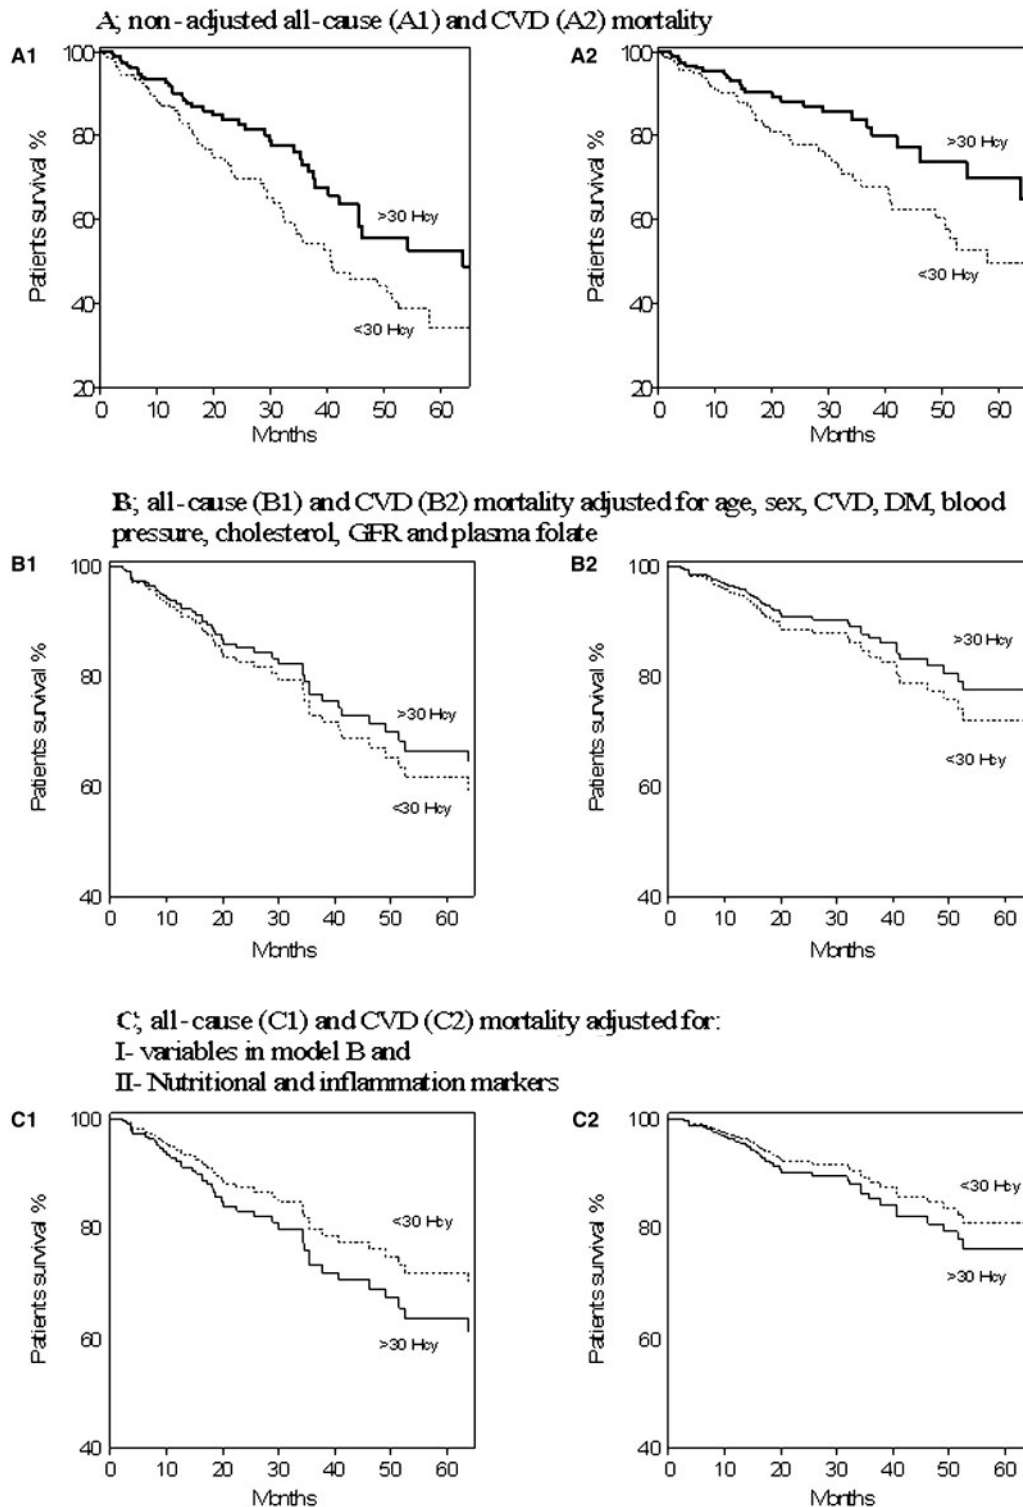 A; non-adjusted all-cause (A1) and CVD (A2) mortality
A1
100
80
60
40
20
Patients survival %
>30 Hcy
<30 Hcy
0 10 20 30 40 50 60
Months
A2
100
80
60
40
20
Patients survival %
>30 Hcy
<30 Hcy
0 10 20 30 40 50 60
Months
B; all-cause (B1) and CVD (B2) mortality adjusted for age, sex, CVD, DM, blood
pressure, cholesterol, GFR and plasma folate
B1
100
80
60
40
Patients survival %
>30 Hcy
<30 Hcy
0 10 20 30 40 50 60
Months
B2
100
80
60
40
Patients survival %
>30 Hcy
<30 Hcy
0 10 20 30 40 50 60
Months
C; all-cause (C1) and CVD (C2) mortality adjusted for:
I- variables in model B and
II- Nutritional and inflammation markers
C1
100
80
60
40
Patients survival %
<30 Hcy
>30 Hcy
0 10 20 30 40 50 60
Months
C2
100
80
60
40
Patients survival %
<30 Hcy
>30 Hcy
0 10 20 30 40 50 60
Months